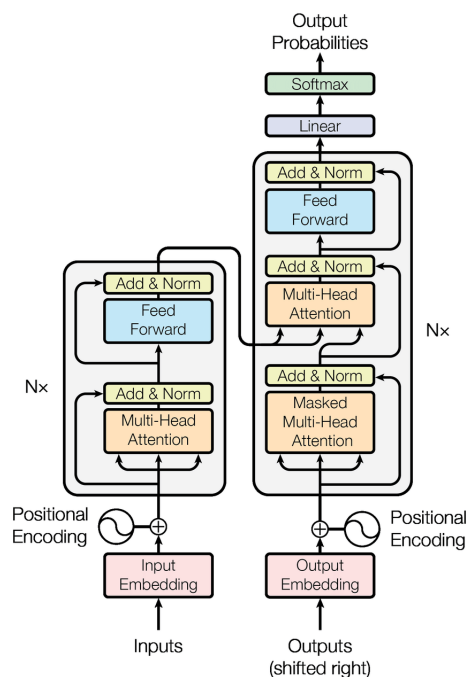 Output
Probabilities
Softmax
Linear
Add & Norm
Feed
Forward
Add & Norm
Multi-Head
Attention
Add & Norm
Masked
Multi-Head
Attention
N×
Positional
Encoding
Output
Embedding
Outputs
(shifted right)
Add & Norm
Feed
Forward
Add & Norm
Multi-Head
Attention
N×
Positional
Encoding
Input
Embedding
Inputs